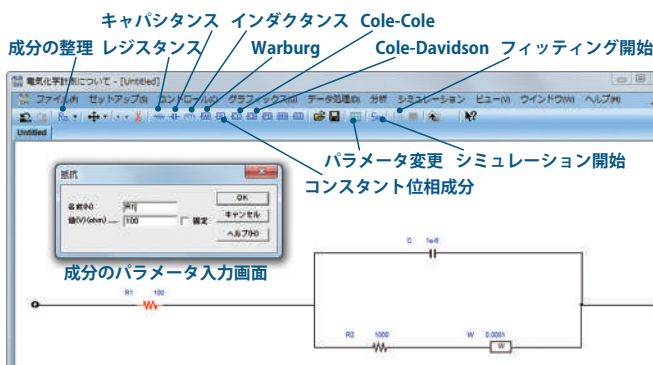 キャパシタンス インダクタンス Cole-Cole
成分の整理 レジスタンス Warburg Cole-Davidson フィッティング開始
電気化学計測について - [Untitled]
ファイル(F) セットアップ(S) コントロール(C) グラフィックス(G) データ処理(D) 分析 シミュレーション ビュー(V) ウインドウ(W) ヘルプ(H)
Untitled
パラメータ変更 シミュレーション開始
コンスタント位相成分
抵抗
名前(N) R1
OK
値(V)(ohm) 100 固定
キャンセル
ヘルプ(H)
成分のパラメータ入力画面
C 1e-6
R1 100
R2 1000 W 0.0001
W